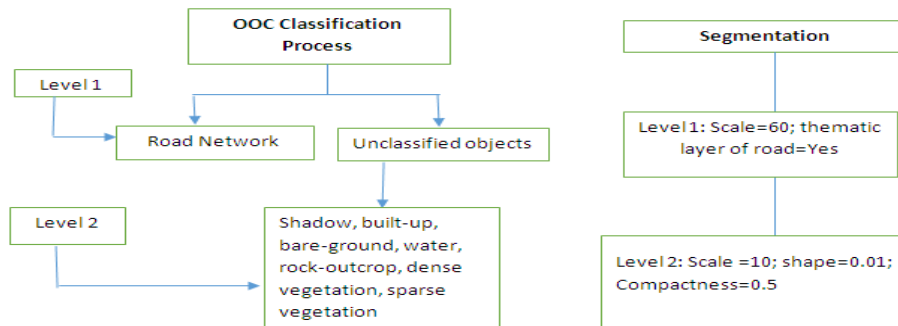 OOC Classification
Process
Level 1
Road Network
Unclassified objects
Level 2
Shadow, built-up,
bare-ground, water,
rock-outcrop, dense
vegetation, sparse
vegetation
Segmentation
Level 1: Scale=60; thematic
layer of road=Yes
Level 2: Scale =10; shape=0.01;
Compactness=0.5